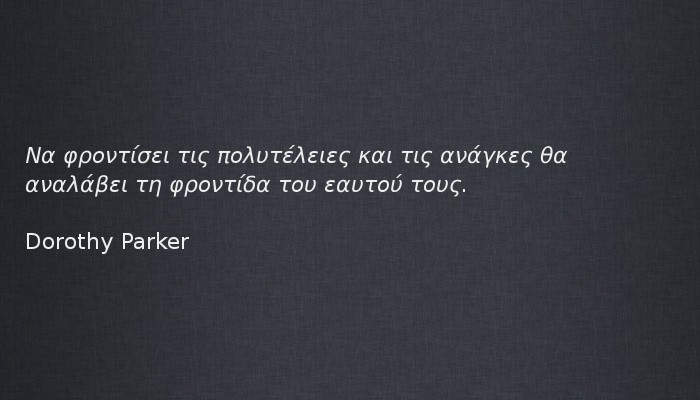 Να φροντίσει τις πολυτέλειες και τις ανάγκες θα
αναλάβει τη φροντίδα του εαυτού τους.
Dorothy Parker